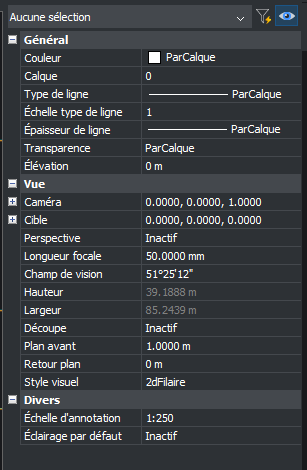 Aucune sélection
Général
Couleur ParCalque
Calque 0
Type de ligne ParCalque
Échelle type de ligne 1
Épaisseur de ligne ParCalque
Transparence ParCalque
Élévation 0 m
Vue
Caméra 0.0000, 0.0000, 1.0000
Cible 0.0000, 0.0000, 0.0000
Perspective Inactif
Longueur focale 50.0000 mm
Champ de vision 51°25'12"
Hauteur 39.1888 m
Largeur 85.2439 m
Découpe Inactif
Plan avant 1.0000 m
Retour plan 0 m
Style visuel 2dFilaire
Divers
Échelle d'annotation 1:250
Éclairage par défaut Inactif